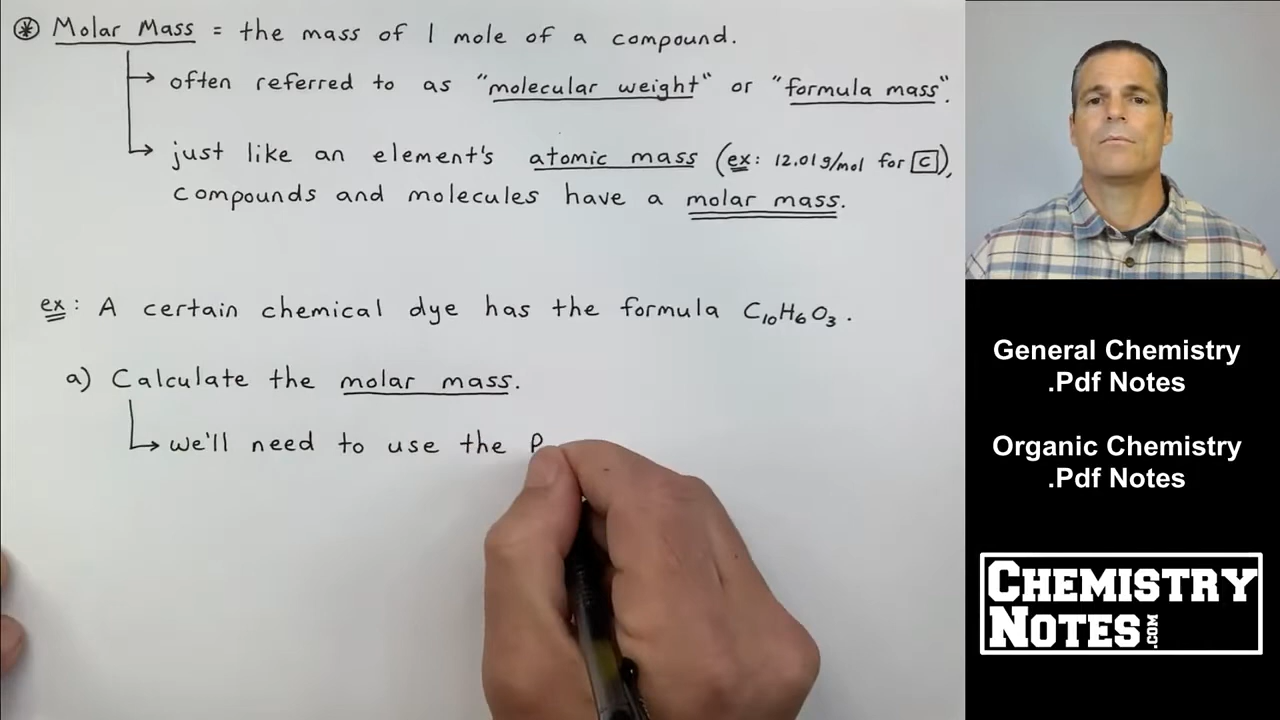 ⊛ Molar Mass = the mass of 1 mole of a compound.
↳ often referred to as "molecular weight" or "formula mass".
↳ just like an element's atomic mass (ex: 12.01 g/mol for C),
compounds and molecules have a molar mass.
ex: A certain chemical dye has the formula C₁₀H₆O₃.
a) Calculate the molar mass.
↳ we'll need to use the P
General Chemistry
.Pdf Notes
Organic Chemistry
.Pdf Notes
CHEMISTRY
NOTES.COM